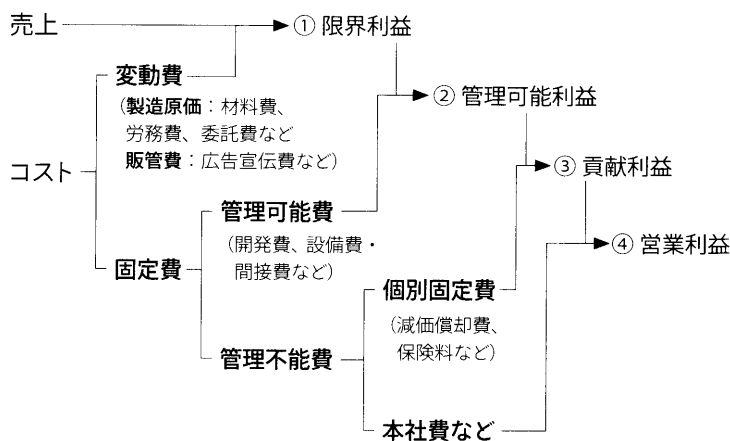 売上
① 限界利益
変動費
（製造原価：材料費、
労務費、委託費など
販管費：広告宣伝費など）
② 管理可能利益
コスト
③ 貢献利益
管理可能費
（開発費、設備費・
間接費など）
④ 営業利益
固定費
個別固定費
（減価償却費、
保険料など）
管理不能費
本社費など